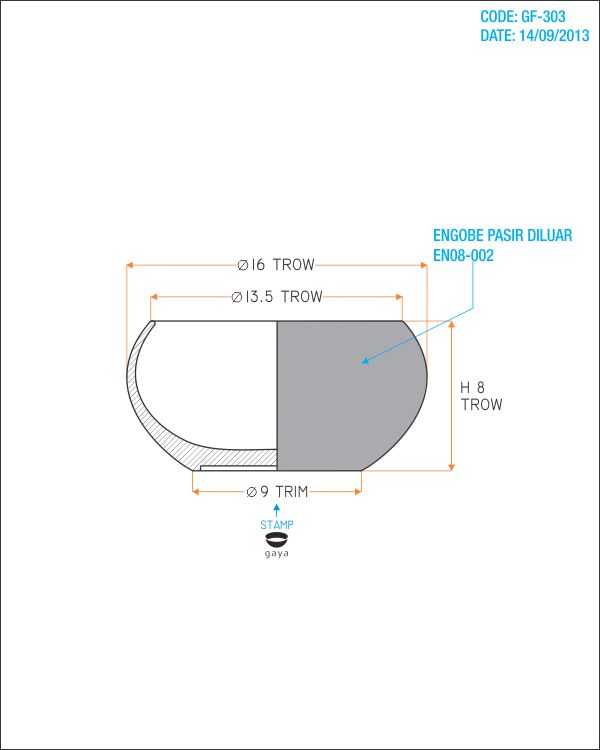 CODE: GF-303
DATE: 14/09/2013
ENGOBE PASIR DILUAR
EN08-002
Ø16 TROW
Ø13.5 TROW
H 8
TROW
Ø9 TRIM
STAMP
gaya